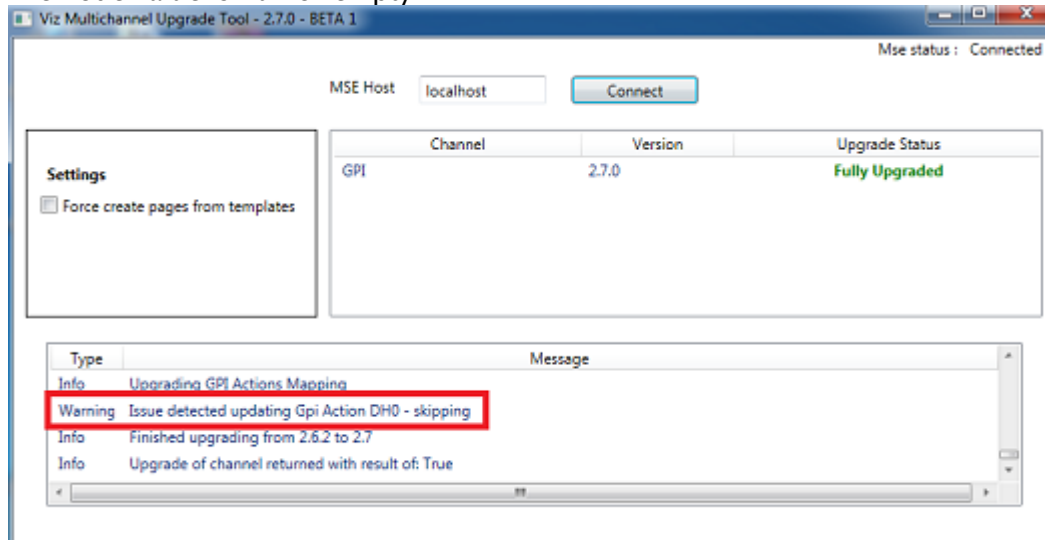 Viz Multichannel Upgrade Tool - 2.7.0 - BETA 1
Mse status : Connected
MSE Host localhost Connect
Channel Version Upgrade Status
GPI 2.7.0 Fully Upgraded
Settings
Force create pages from templates
Type Message
Info Upgrading GPI Actions Mapping
Warning Issue detected updating Gpi Action DH0 - skipping
Info Finished upgrading from 2.6.2 to 2.7
Info Upgrade of channel returned with result of: True